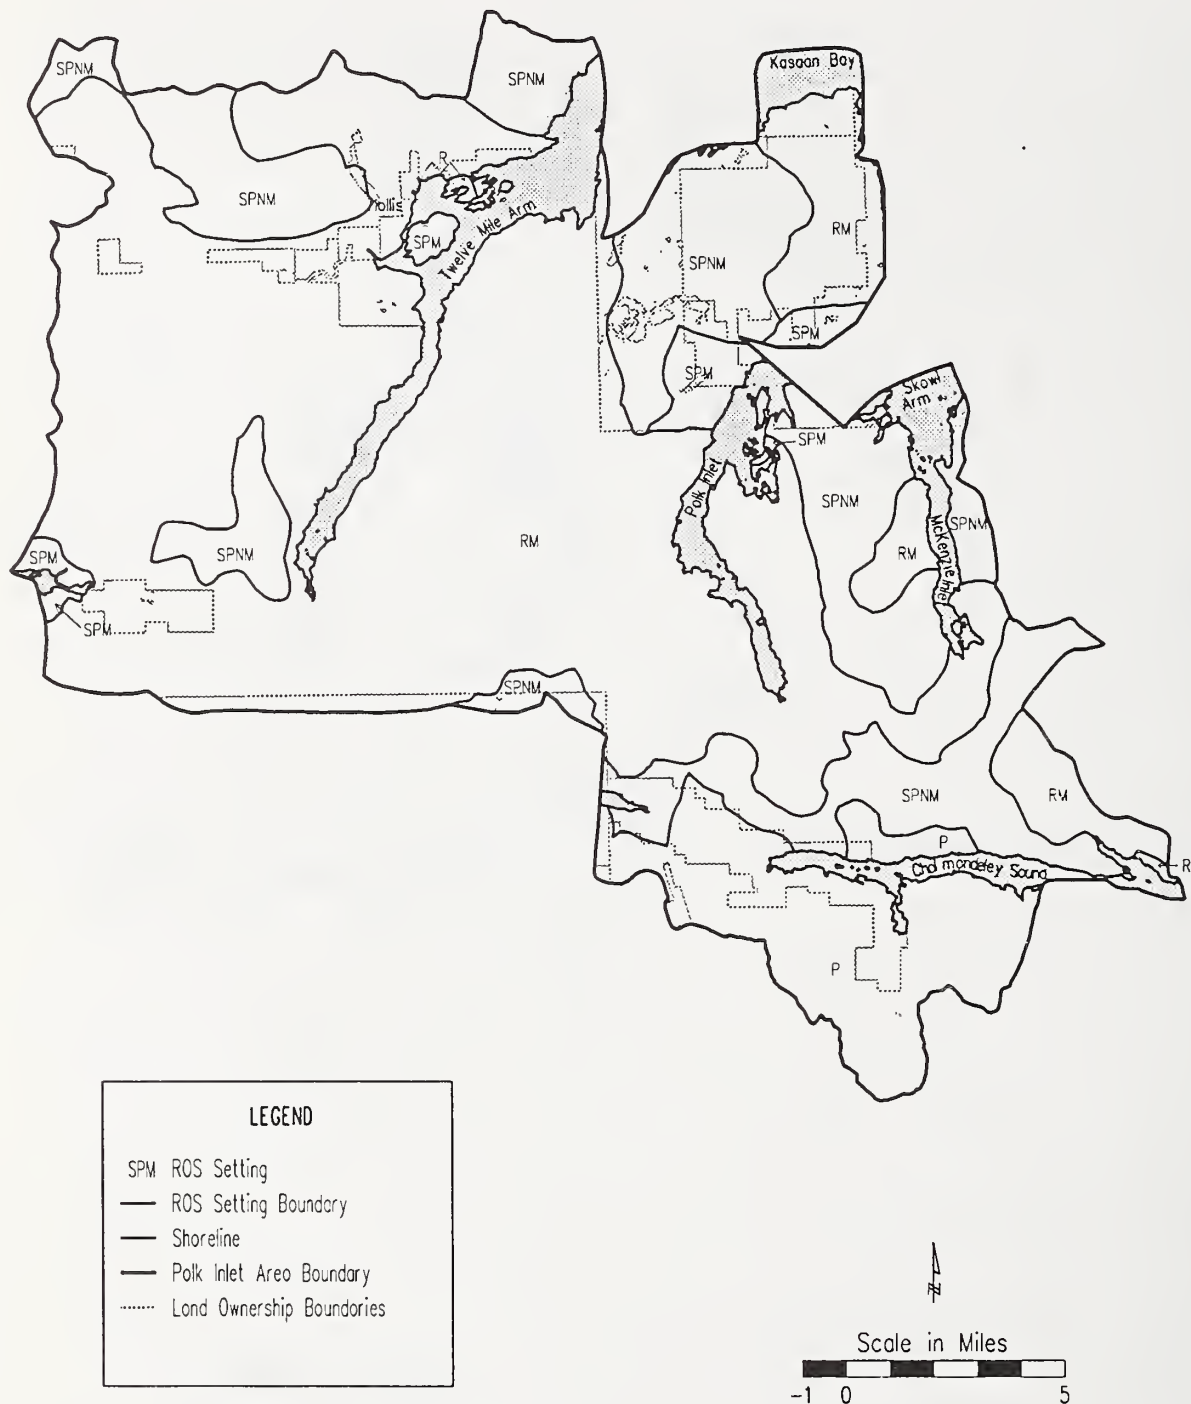 SPNM
SPNM
Kasaan Bay
R
SPNM
Hollis
SPM
Twelve Mile Arm
RM
SPNM
SPM
SPM
Skowl
Arm
SPM
Polk Inlet
SPNM
SPNM
McKenzie Inlet
RM
SPNM
RM
SPM
SPM
SPNM
SPNM
RM
P
R
Cholmondeley Sound
P
LEGEND
SPM ROS Setting
ROS Setting Boundary
Shoreline
Polk Inlet Area Boundary
Land Ownership Boundaries
N
Scale in Miles
-1 0 5